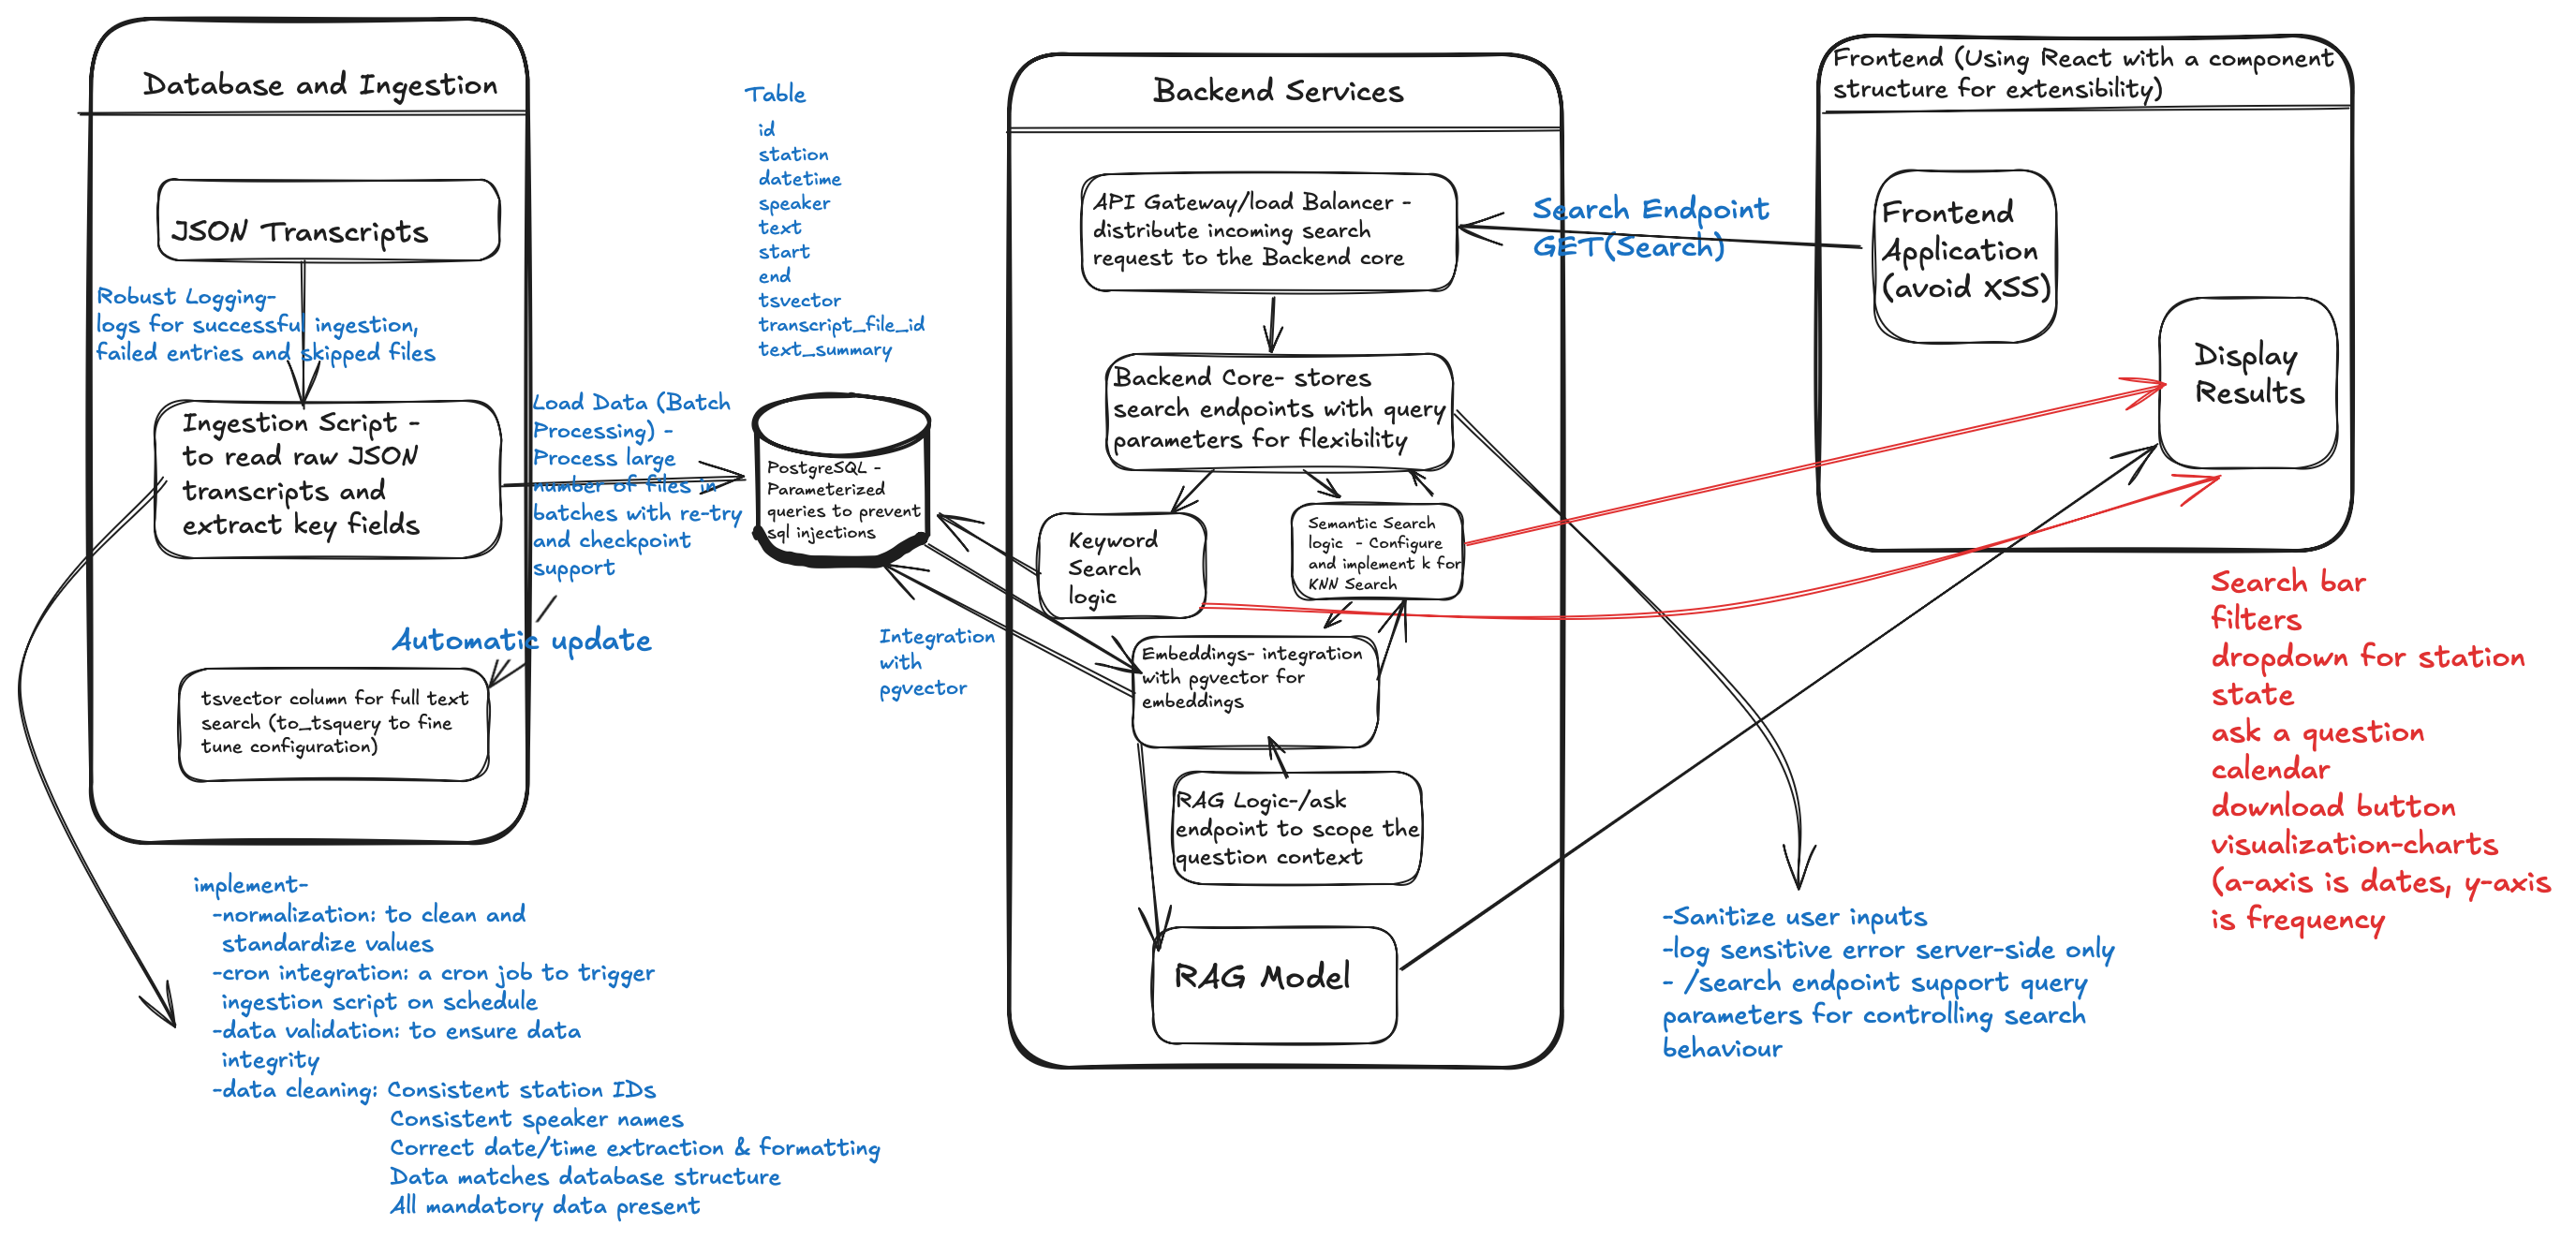 Database and Ingestion
JSON Transcripts
Robust Logging-
logs for successful ingestion,
failed entries and skipped files
Ingestion Script -
to read raw JSON
transcripts and
extract key fields
Load Data (Batch
Processing) -
Process large
number of files in
batches with re-try
and checkpoint
support
Automatic update
tsvector column for full text
search (to_tsquery to fine
tune configuration)
implement-
-normalization: to clean and
standardize values
-cron integration: a cron job to trigger
ingestion script on schedule
-data validation: to ensure data
integrity
-data cleaning: Consistent station IDs
Consistent speaker names
Correct date/time extraction & formatting
Data matches database structure
All mandatory data present
Table
id
station
datetime
speaker
text
start
end
tsvector
transcript_file_id
text_summary
PostgreSQL -
Parameterized
queries to prevent
sql injections
Integration
with
pgvector
Backend Services
API Gateway/load Balancer -
distribute incoming search
request to the Backend core
Backend Core- stores
search endpoints with query
parameters for flexibility
Keyword
Search
logic
Semantic Search
logic - Configure
and implement k for
KNN Search
Embeddings- integration
with pgvector for
embeddings
RAG Logic-/ask
endpoint to scope the
question context
RAG Model
Search Endpoint
GET(Search)
-Sanitize user inputs
-log sensitive error server-side only
- /search endpoint support query
parameters for controlling search
behaviour
Frontend (Using React with a component
structure for extensibility)
Frontend
Application
(avoid XSS)
Display
Results
Search bar
filters
dropdown for station
state
ask a question
calendar
download button
visualization-charts
(a-axis is dates, y-axis
is frequency